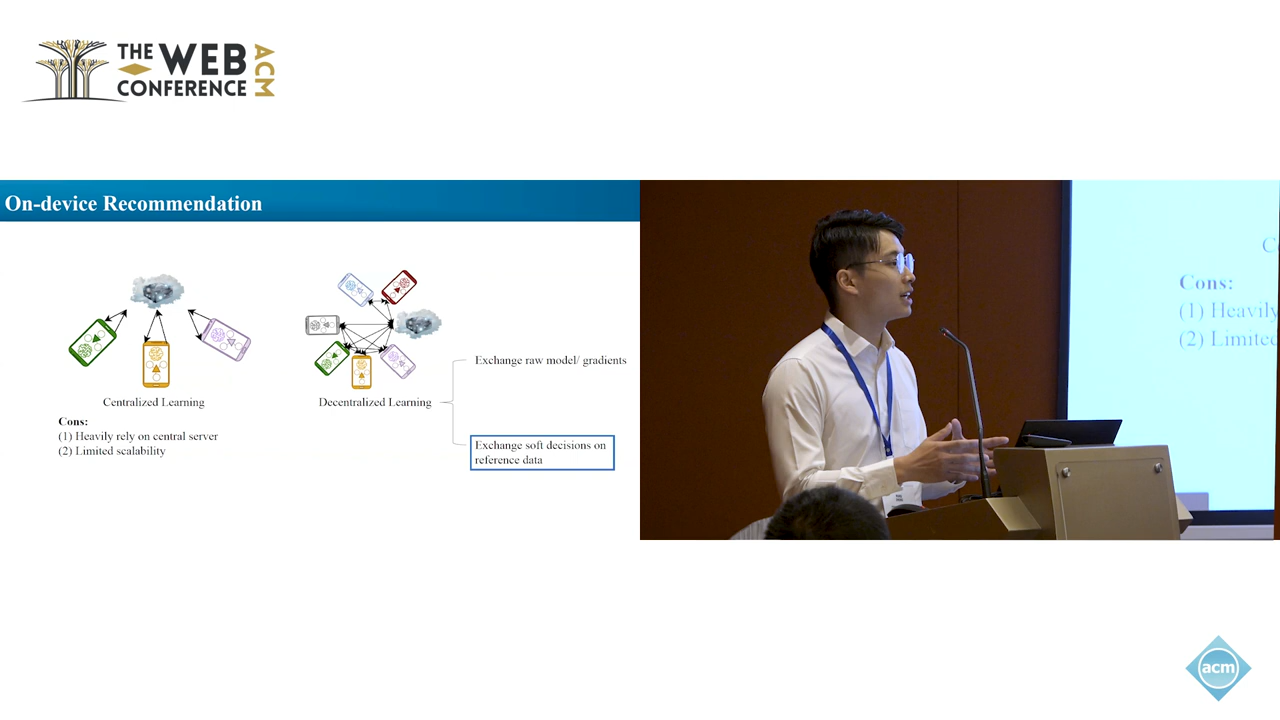 THE WEB
CONFERENCE
ACM
On-device Recommendation
Centralized Learning
Cons:
(1) Heavily rely on central server
(2) Limited scalability
Decentralized Learning
Exchange raw model/ gradients
Exchange soft decisions on
reference data
C
Cons:
(1) Heavily
(2) Limited
acm